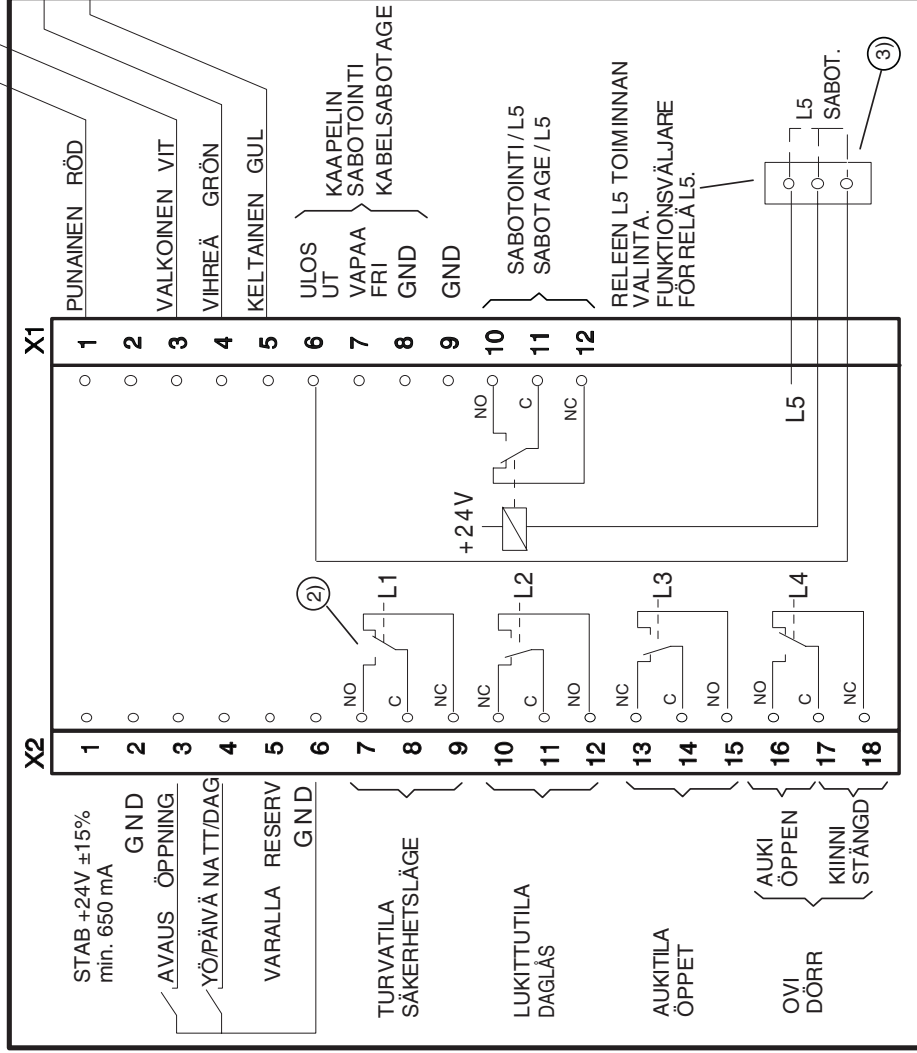 X2
X1
1
STAB +24V ±15%
min. 650 mA
2
GND
3
AVAUS ÖPPNING
4
YÖ/PÄIVÄ NATT/DAG
5
VARALLA RESERV
6
GND
7
8
9
TURVATILA
SÄKERHETSLÄGE
10
11
12
LUKITTUTILA
DAGLÅS
13
14
15
AUKITILA
ÖPPET
16
17
18
AUKI
ÖPPEN
KIINNI
STÄNGD
OVI
DÖRR
NO
C
NC
L1
2)
NC
C
NO
L2
NC
C
NO
L3
NO
C
NC
L4
+24V
NO
C
NC
L5
1
PUNAINEN RÖD
2
3
VALKOINEN VIT
4
VIHREÄ GRÖN
5
KELTAINEN GUL
6
ULOS
UT
7
VAPAA
FRI
8
GND
KAAPELIN
SABOTOINTI
KABELSABOTAGE
9
GND
10
11
12
SABOTOINTI / L5
SABOTAGE / L5
RELEEN L5 TOIMINNAN
VALINTA.
FUNKTIONSVÄLJARE
FÖR RELÄ L5.
L5
SABOT.
3)